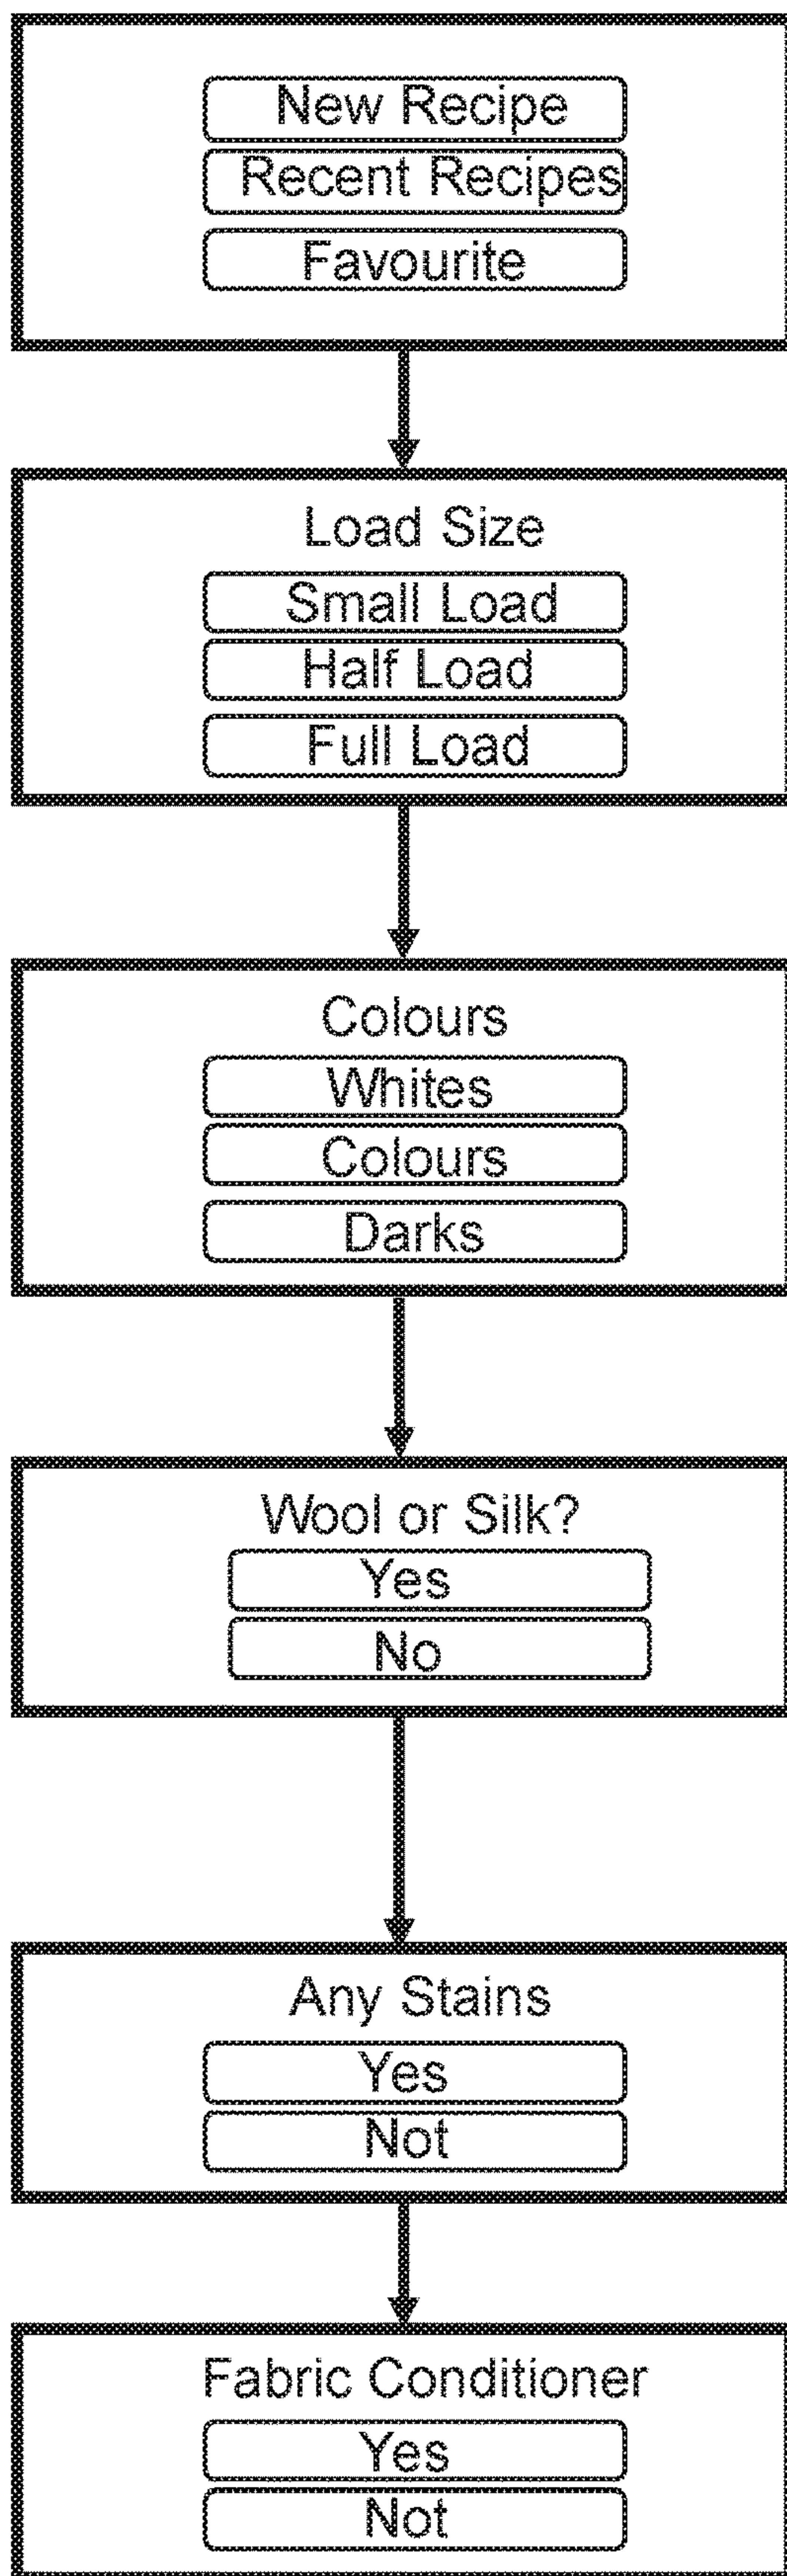 New Recipe
Recent Recipes
Favourite
Load Size
Small Load
Half Load
Full Load
Colours
Whites
Colours
Darks
Wool or Silk?
Yes
No
Any Stains
Yes
Not
Fabric Conditioner
Yes
Not